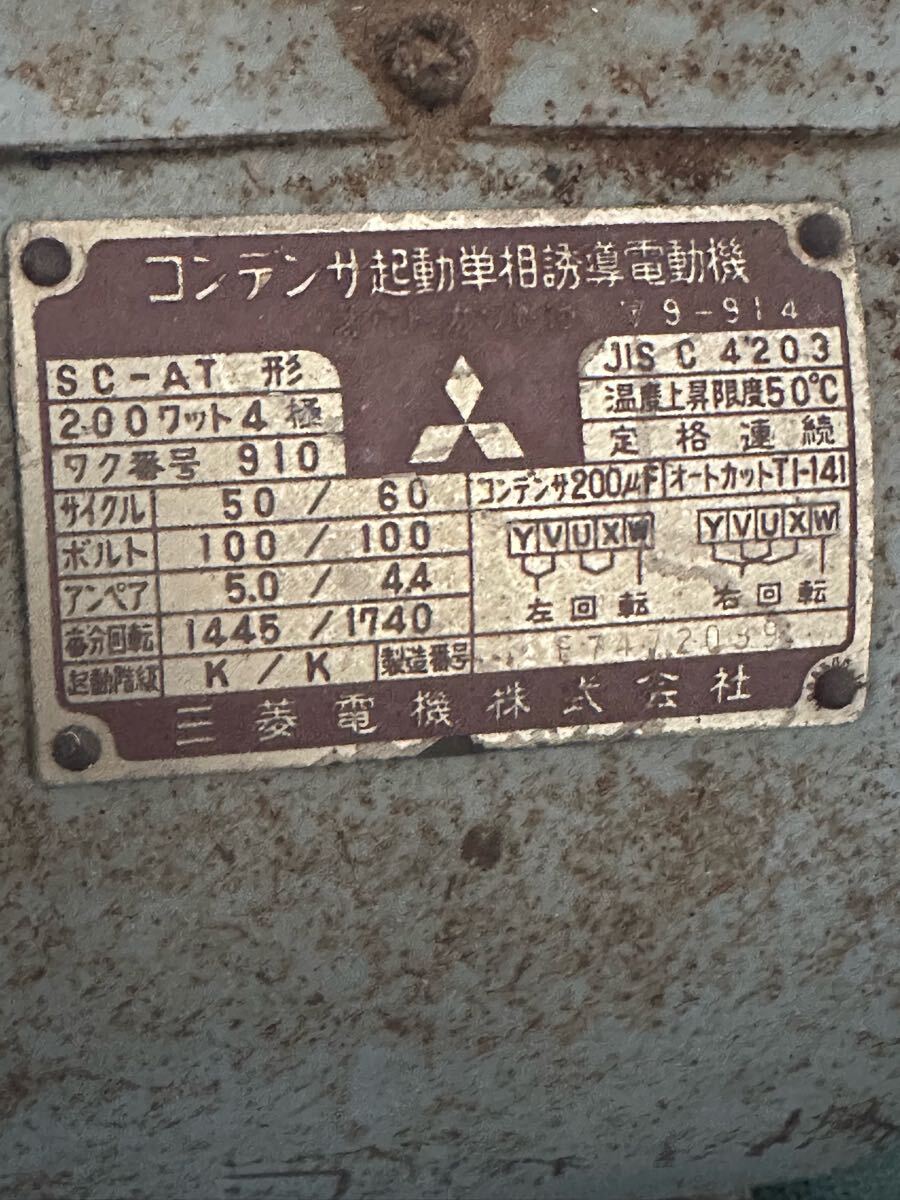 コンデンサ起動単相誘導電動機
79-914
SC-AT 形
JIS C 4203
200ワット4極
温度上昇限度50℃
ワク番号 910
定格連続
サイクル 50 / 60
コンデンサ200μF オートカットTI-141
ボルト 100 / 100
YVUXW YVUXW
アンペア 5.0 / 4.4
左回転 右回転
毎分回転 1445 / 1740
起動階級 K / K 製造番号
三菱電機株式会社